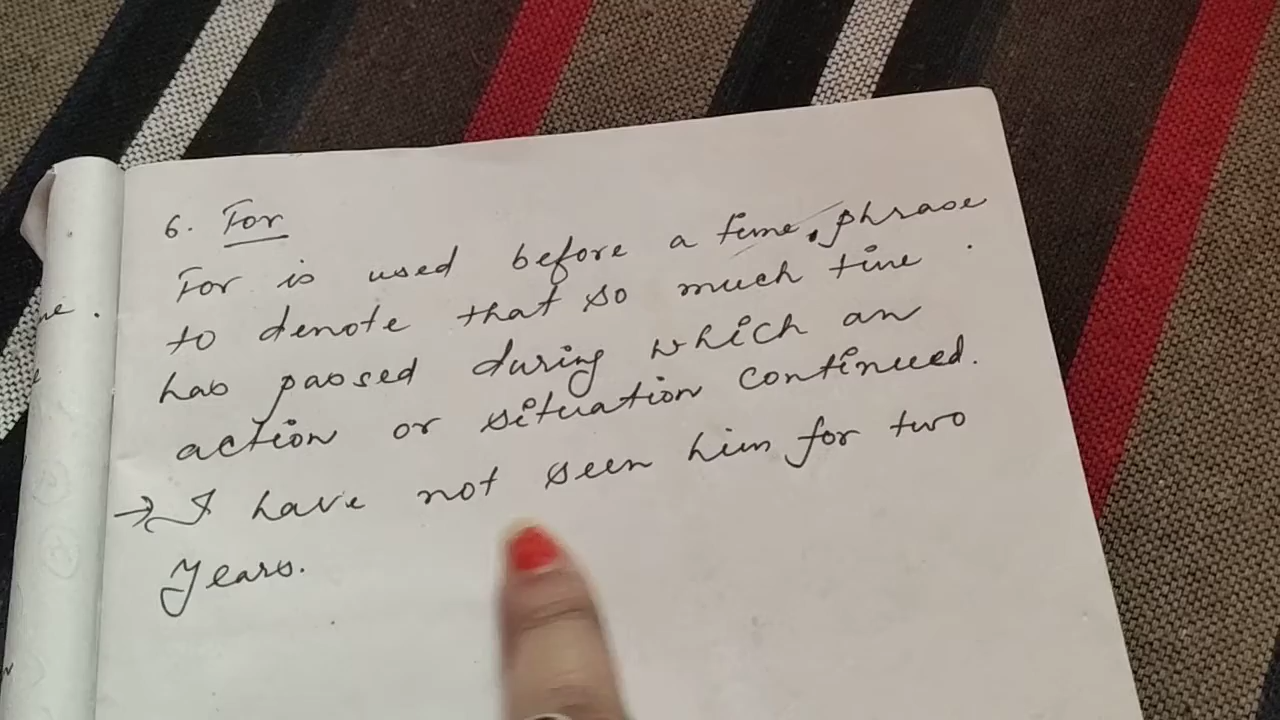 6. For
For is used before a time phrase
to denote that so much time
has passed during which an
action or situation continued.
→ I have not seen him for two
years.